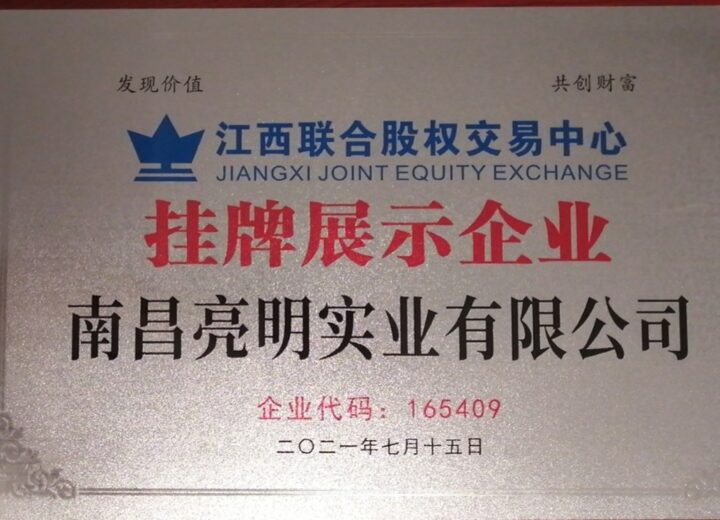 发现价值 共创财富
江西联合股权交易中心
JIANGXI JOINT EQUITY EXCHANGE
挂牌展示企业
南昌亮明实业有限公司
企业代码：165409
二〇二一年七月十五日